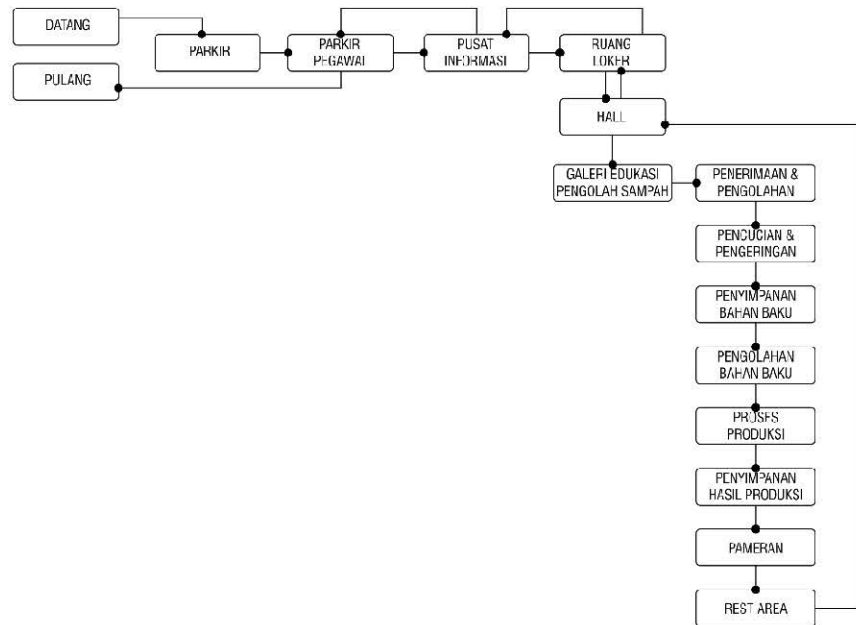 DATANG
PARKIR
PARKIR
PEGAWAI
PUSAT
INFORMASI
RUANG
LOKER
PULANG
HALL
GALERI EDUKASI
PENGOLAH SAMPAH
PENERIMAAN &
PENGOLAHAN
PENCUCIAN &
PENGERINGAN
PENYIMPANAN
BAHAN BAKU
PENGOLAHAN
BAHAN BAKU
PROSES
PRODUKSI
PENYIMPANAN
HASIL PRODUKSI
PAMERAN
REST AREA